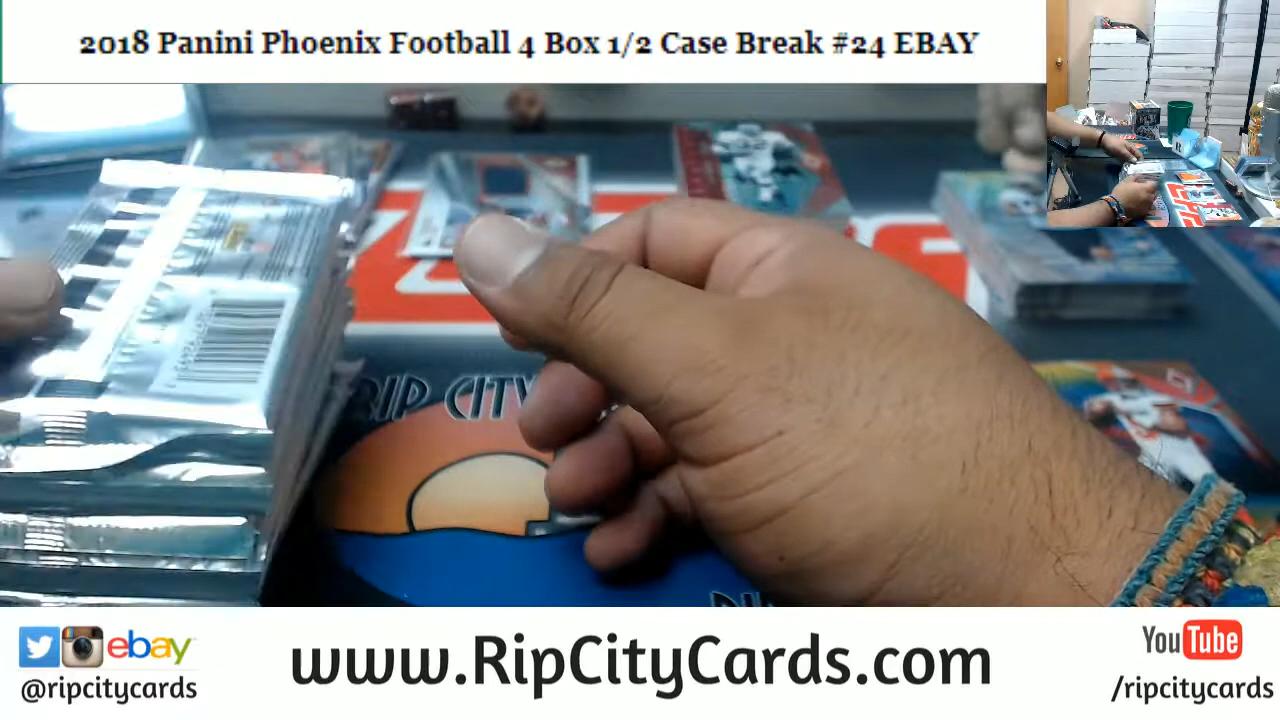 2018 Panini Phoenix Football 4 Box 1/2 Case Break #24 EBAY
RIP CITY
ebay
@ripcitycards
www.RipCityCards.com
YouTube
/ripcitycards